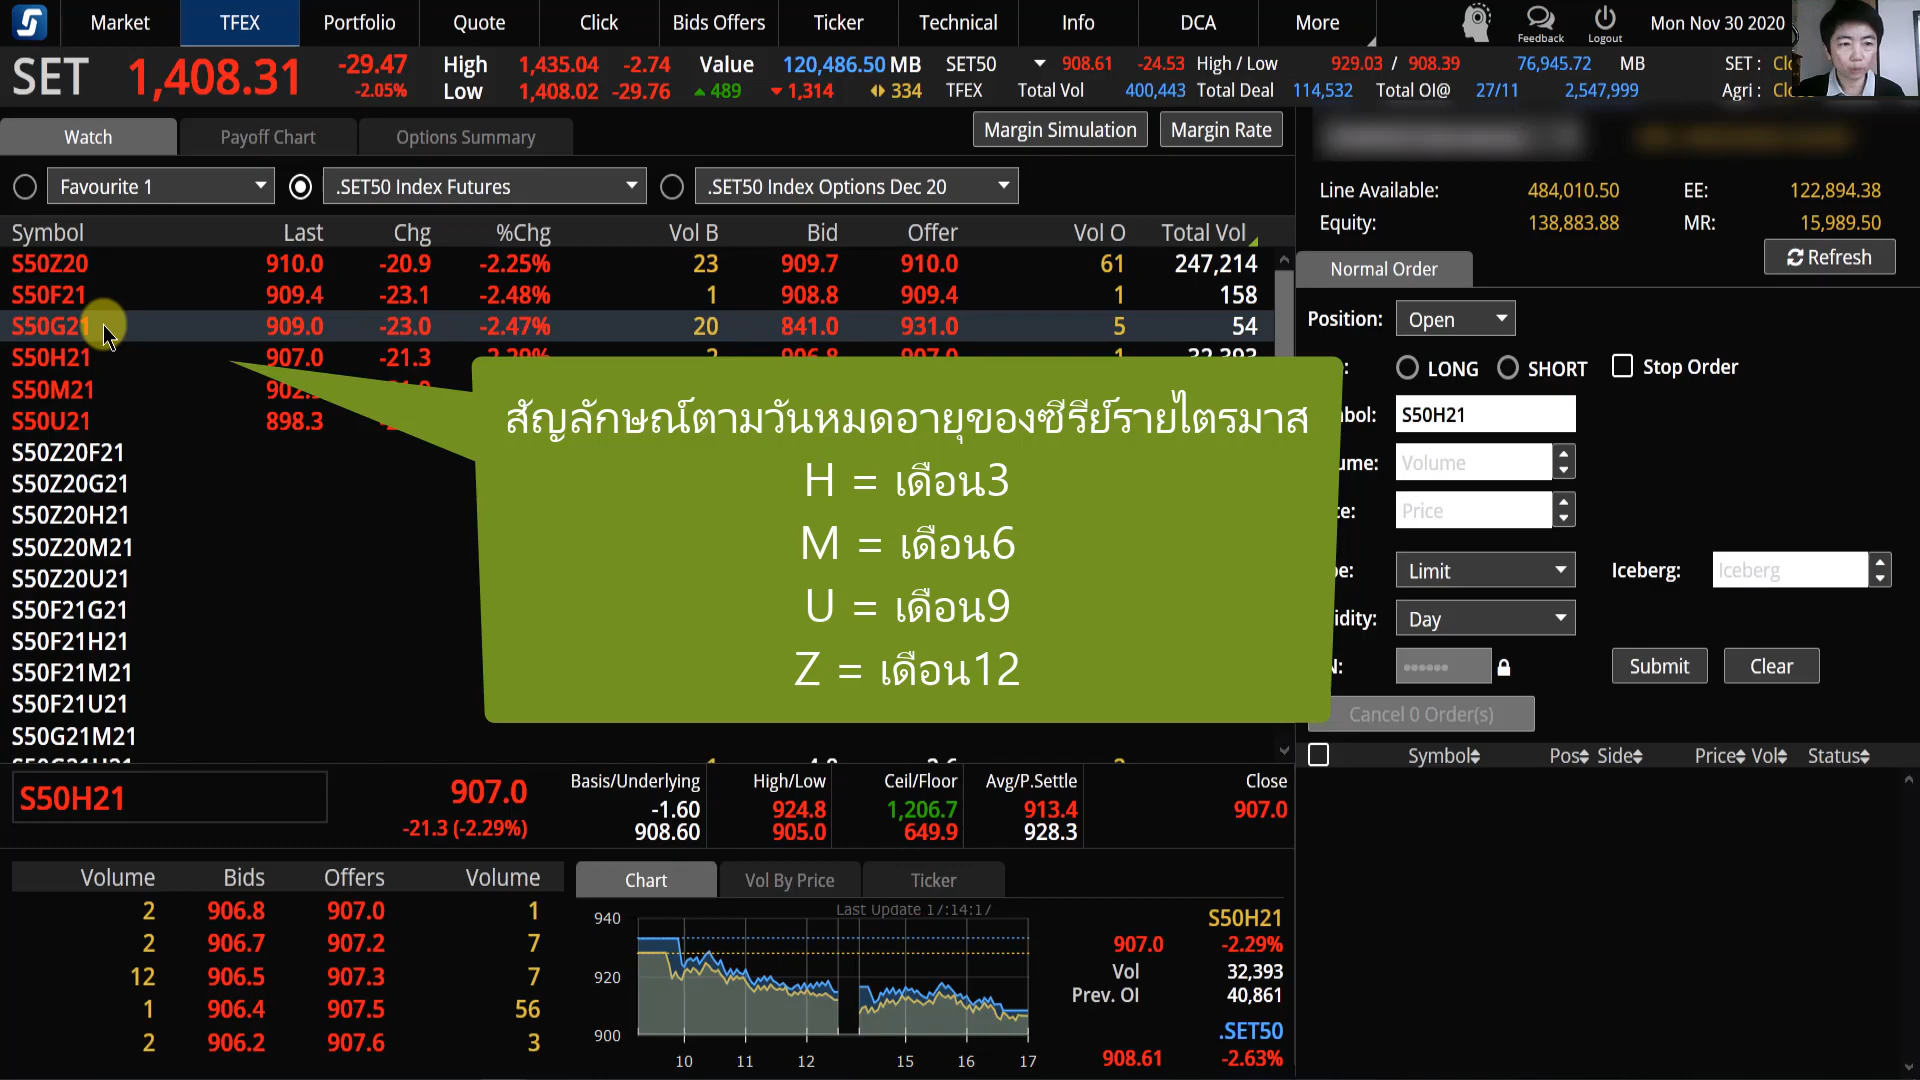 Market TFEX Portfolio Quote Click Bids Offers Ticker Technical Info DCA More Feedback Logout Mon Nov 30 2020
SET 1,408.31 -29.47 -2.05%
High 1,435.04 -2.74 Value 120,486.50 MB SET50 908.61 -24.53 High / Low 929.03 / 908.39 76,945.72 MB SET :
Low 1,408.02 -29.76 489 1,314 334 TFEX Total Vol 400,443 Total Deal 114,532 Total OI@ 27/11 2,547,999 Agri :
Watch Payoff Chart Options Summary Margin Simulation Margin Rate
Favourite 1 .SET50 Index Futures .SET50 Index Options Dec 20
Line Available: 484,010.50 EE: 122,894.38
Equity: 138,883.88 MR: 15,989.50
Refresh
Normal Order
Symbol Last Chg %Chg Vol B Bid Offer Vol O Total Vol
S50Z20 910.0 -20.9 -2.25% 23 909.7 910.0 61 247,214
S50F21 909.4 -23.1 -2.48% 1 908.8 909.4 1 158
S50G21 909.0 -23.0 -2.47% 20 841.0 931.0 5 54
S50H21 907.0 -21.3 -2.29% 2 906.8 907.0 1 32,393
S50M21
S50U21 898.3
S50Z20F21
S50Z20G21
S50Z20H21
S50Z20M21
S50Z20U21
S50F21G21
S50F21H21
S50F21M21
S50F21U21
S50G21M21
สัญลักษณ์ตามวันหมดอายุของซีรีย์รายไตรมาส
H = เดือน3
M = เดือน6
U = เดือน9
Z = เดือน12
Position: Open
LONG SHORT Stop Order
S50H21
Volume
Price
Limit Iceberg: Iceberg
Day
Submit Clear
Cancel 0 Order(s)
Symbol Pos Side Price Vol Status
S50H21 907.0 -21.3 (-2.29%)
Basis/Underlying High/Low Ceil/Floor Avg/P.Settle Close
-1.60 924.8 1,206.7 913.4 907.0
908.60 905.0 649.9 928.3
Volume Bids Offers Volume
2 906.8 907.0 1
2 906.7 907.2 7
12 906.5 907.3 7
1 906.4 907.5 56
2 906.2 907.6 3
Chart Vol By Price Ticker
Last Update 17:14:17
940
920
900
10 11 12 15 16 17
S50H21
907.0 -2.29%
Vol 32,393
Prev. OI 40,861
.SET50
908.61 -2.63%